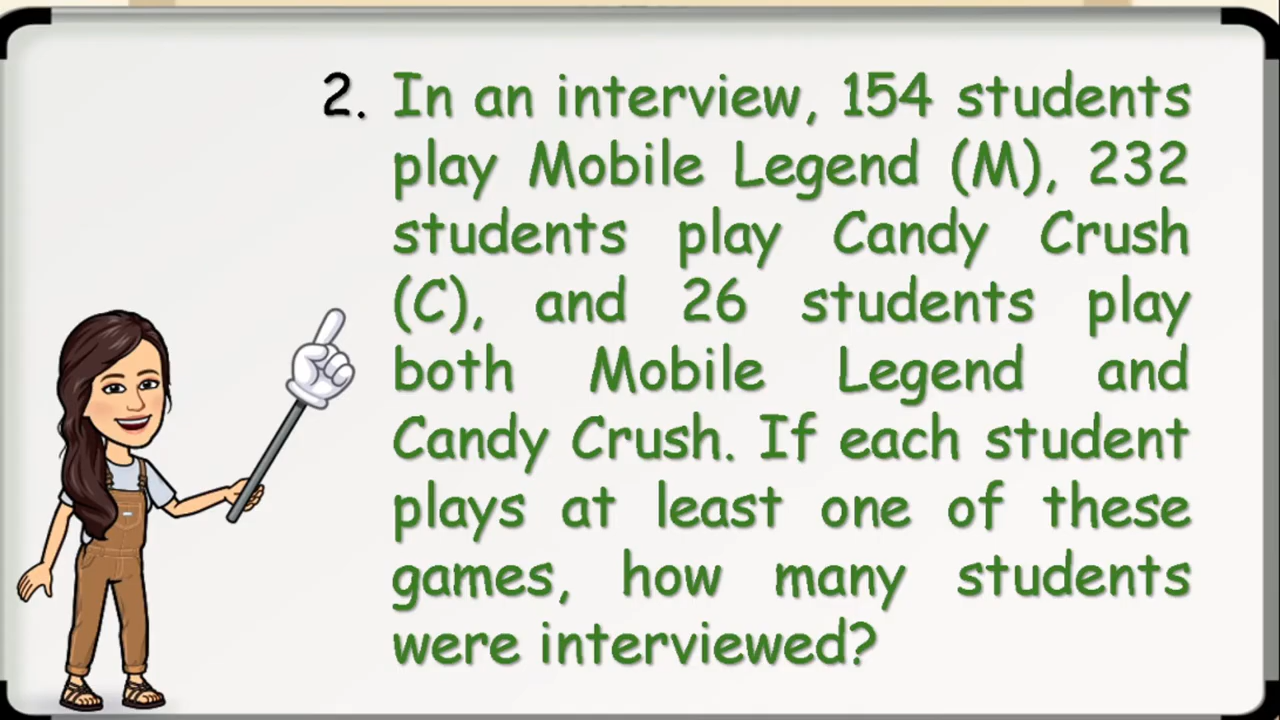 2. In an interview, 154 students
play Mobile Legend (M), 232
students play Candy Crush
(C), and 26 students play
both Mobile Legend and
Candy Crush. If each student
plays at least one of these
games, how many students
were interviewed?